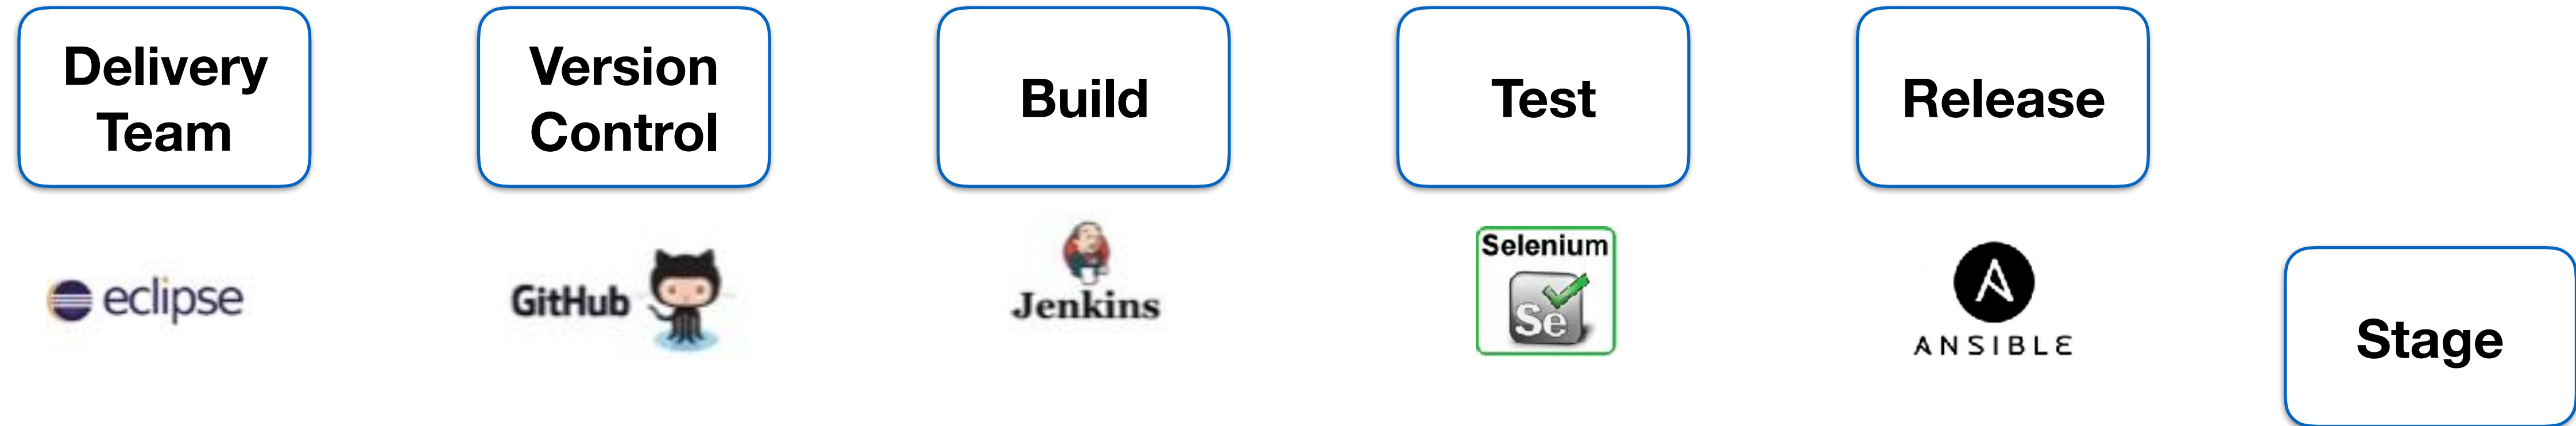 Delivery
Team
Version
Control
Build
Test
Release
eclipse
GitHub
Jenkins
Selenium
Se
ANSIBLE
Stage